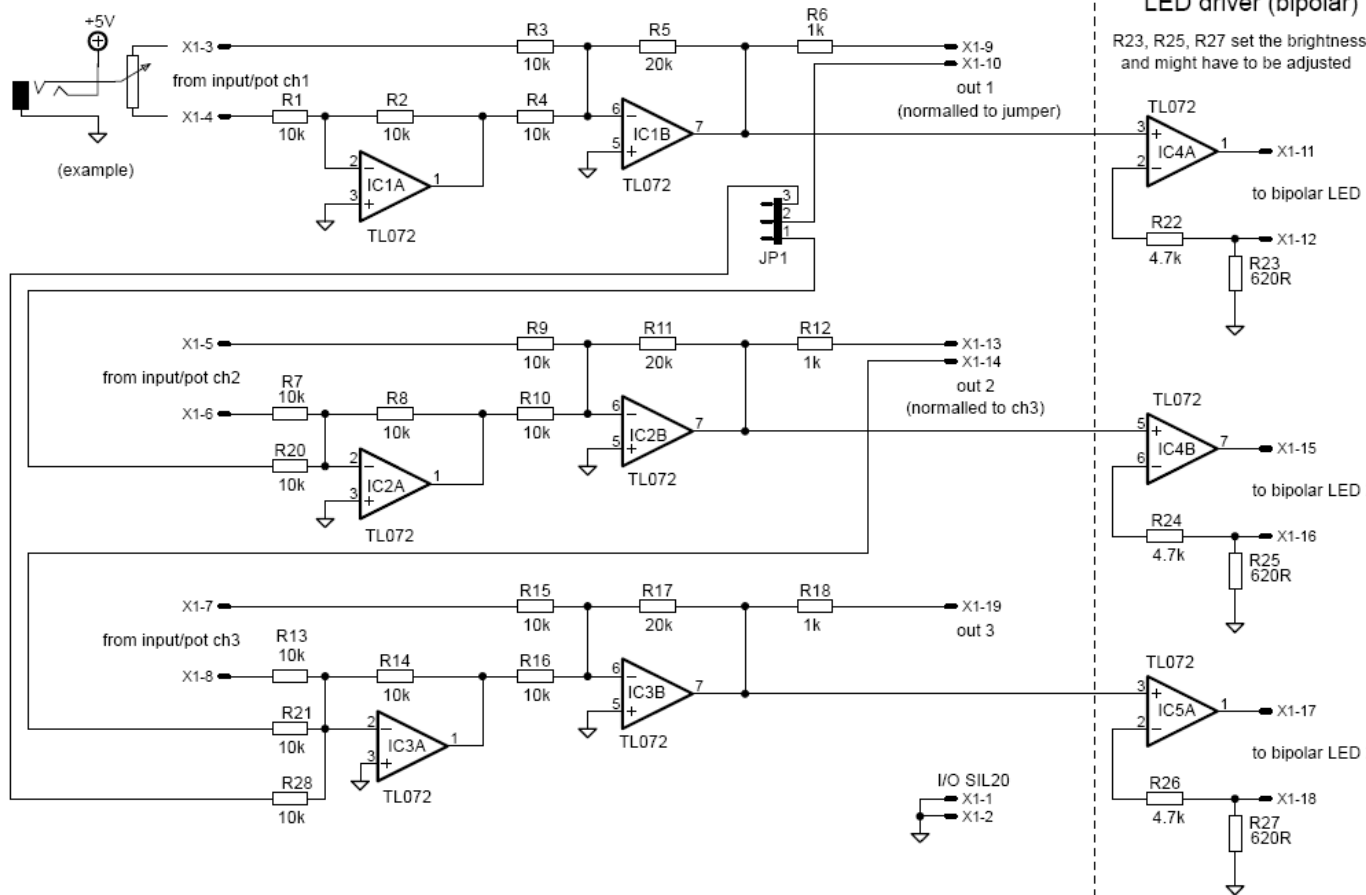 LED driver (bipolar)
R23, R25, R27 set the brightness
and might have to be adjusted
+5V
X1-3
R3
10k
R5
20k
R6
1k
X1-9
X1-10
out 1
(normalled to jumper)
from input/pot ch1
X1-4
R1
10k
R2
10k
R4
10k
6
5
IC1B
7
TL072
(example)
2
3
IC1A
1
TL072
3
2
1
JP1
TL072
3
2
IC4A
1
X1-11
to bipolar LED
R22
4.7k
X1-12
R23
620R
X1-5
R9
10k
R11
20k
R12
1k
X1-13
X1-14
out 2
(normalled to ch3)
from input/pot ch2
R7
10k
X1-6
R8
10k
R10
10k
6
5
IC2B
7
TL072
R20
10k
2
3
IC2A
1
TL072
TL072
5
6
IC4B
7
X1-15
to bipolar LED
R24
4.7k
X1-16
R25
620R
X1-7
R15
10k
R17
20k
R18
1k
X1-19
out 3
from input/pot ch3
R13
10k
X1-8
R14
10k
R16
10k
6
5
IC3B
7
TL072
R21
10k
2
3
IC3A
1
TL072
R28
10k
TL072
3
2
IC5A
1
X1-17
to bipolar LED
R26
4.7k
X1-18
R27
620R
I/O SIL20
X1-1
X1-2